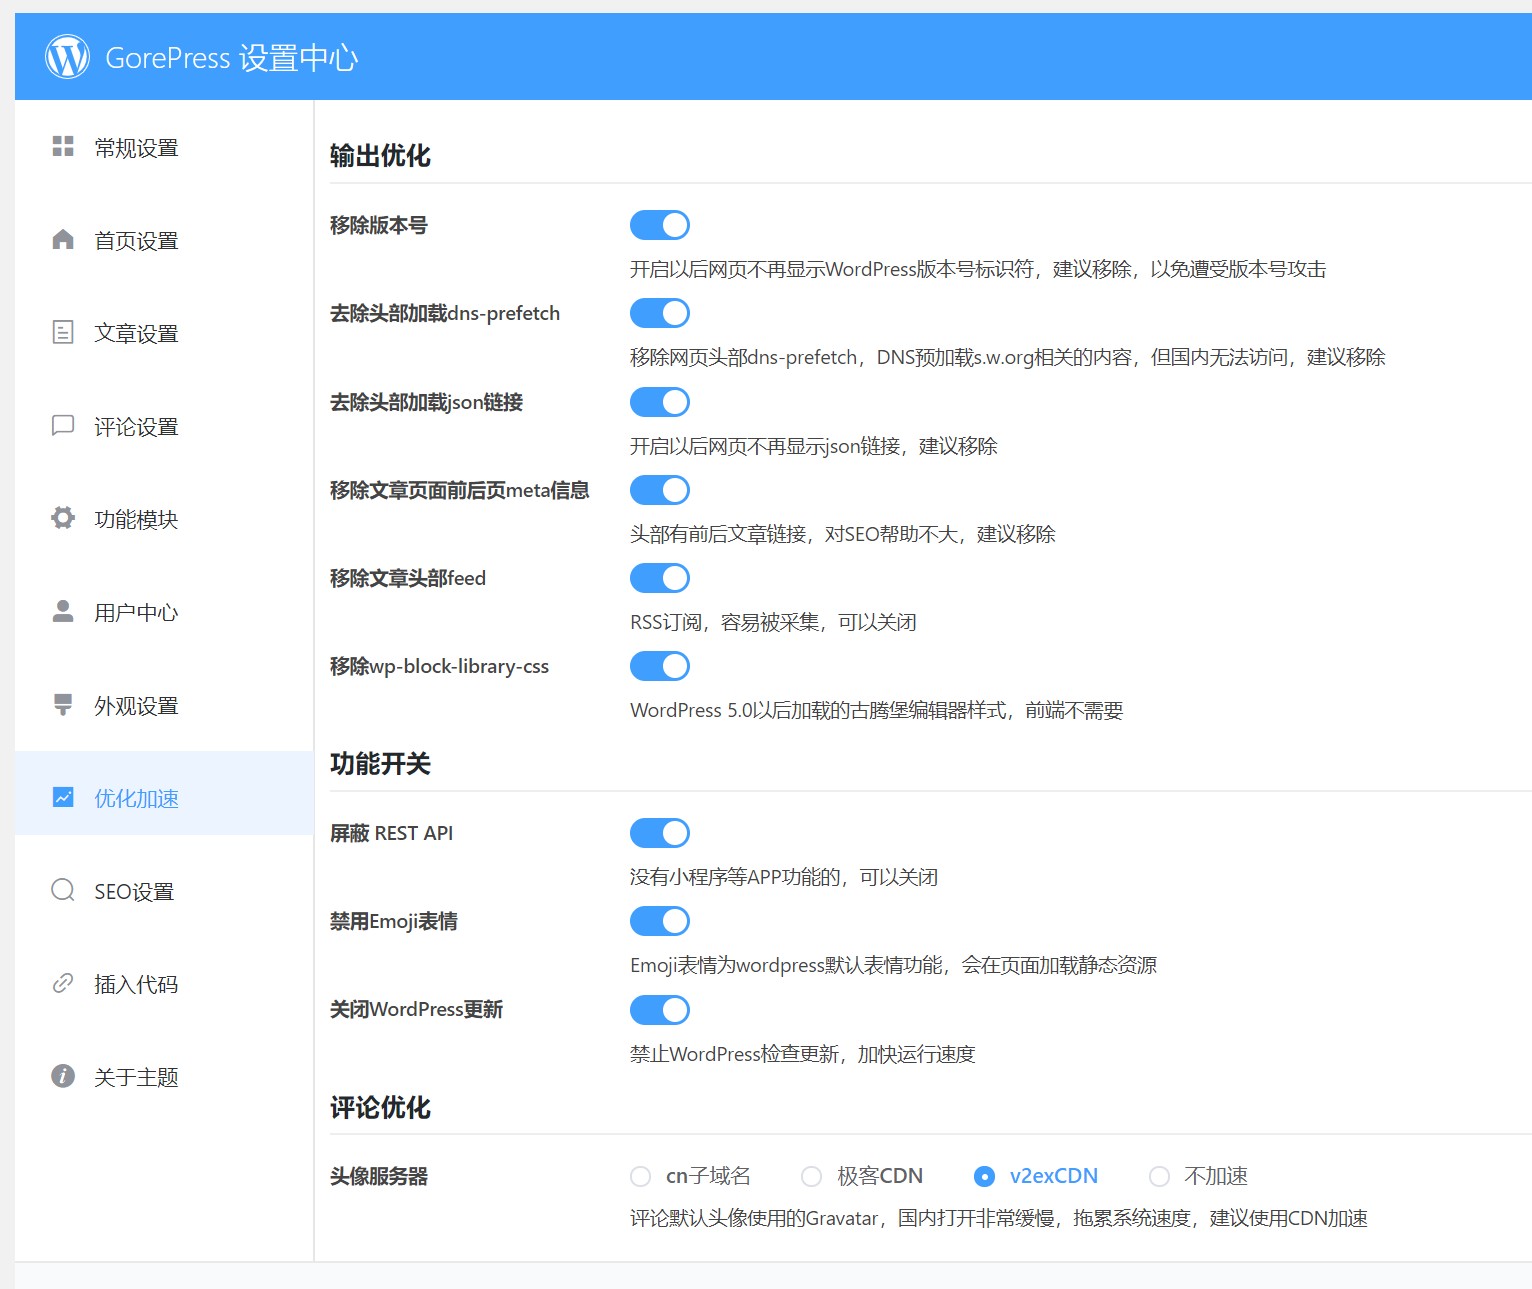 GorePress 设置中心
常规设置
首页设置
文章设置
评论设置
功能模块
用户中心
外观设置
优化加速
SEO设置
插入代码
关于主题
输出优化
移除版本号
开启以后网页不再显示WordPress版本号标识符，建议移除，以免遭受版本号攻击
去除头部加载dns-prefetch
移除网页头部dns-prefetch，DNS预加载s.w.org相关的内容，但国内无法访问，建议移除
去除头部加载json链接
开启以后网页不再显示json链接，建议移除
移除文章页面前后页meta信息
头部有前后文章链接，对SEO帮助不大，建议移除
移除文章头部feed
RSS订阅，容易被采集，可以关闭
移除wp-block-library-css
WordPress 5.0以后加载的古腾堡编辑器样式，前端不需要
功能开关
屏蔽 REST API
没有小程序等APP功能的，可以关闭
禁用Emoji表情
Emoji表情为wordpress默认表情功能，会在页面加载静态资源
关闭WordPress更新
禁止WordPress检查更新，加快运行速度
评论优化
头像服务器 cn子域名 极客CDN v2exCDN 不加速
评论默认头像使用的Gravatar，国内打开非常缓慢，拖累系统速度，建议使用CDN加速